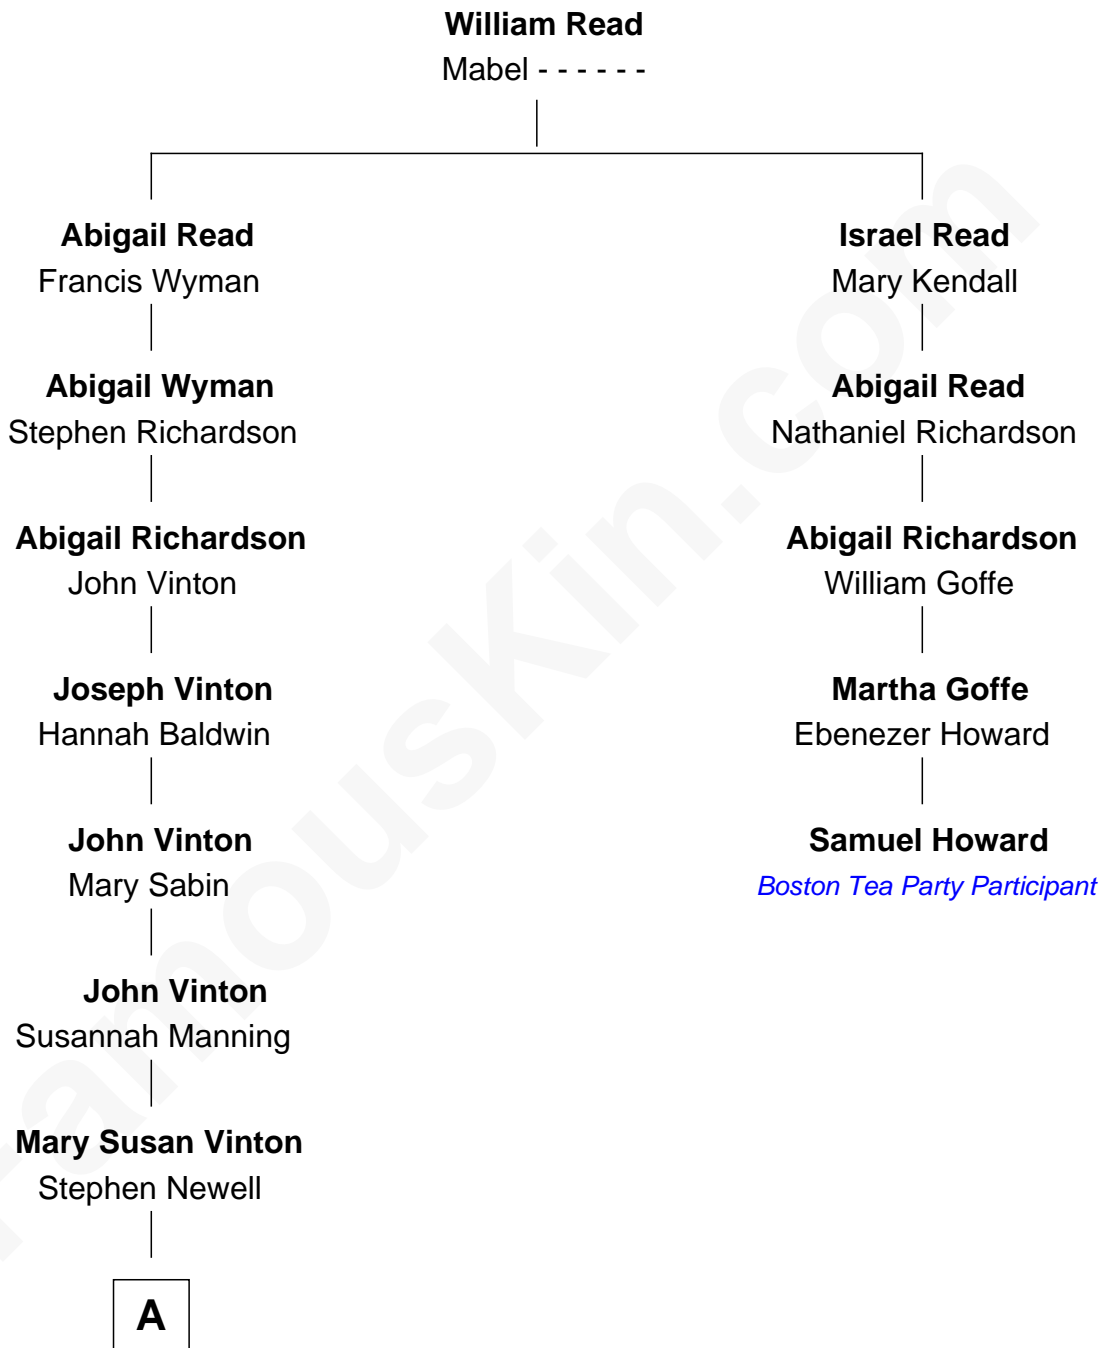 William Read
Mabel - - - - - -
Abigail Read
Francis Wyman
Israel Read
Mary Kendall
Abigail Wyman
Stephen Richardson
Abigail Read
Nathaniel Richardson
Abigail Richardson
John Vinton
Abigail Richardson
William Goffe
Joseph Vinton
Hannah Baldwin
Martha Goffe
Ebenezer Howard
John Vinton
Mary Sabin
Samuel Howard
Boston Tea Party Participant
John Vinton
Susannah Manning
Mary Susan Vinton
Stephen Newell
A
FamousKin.com